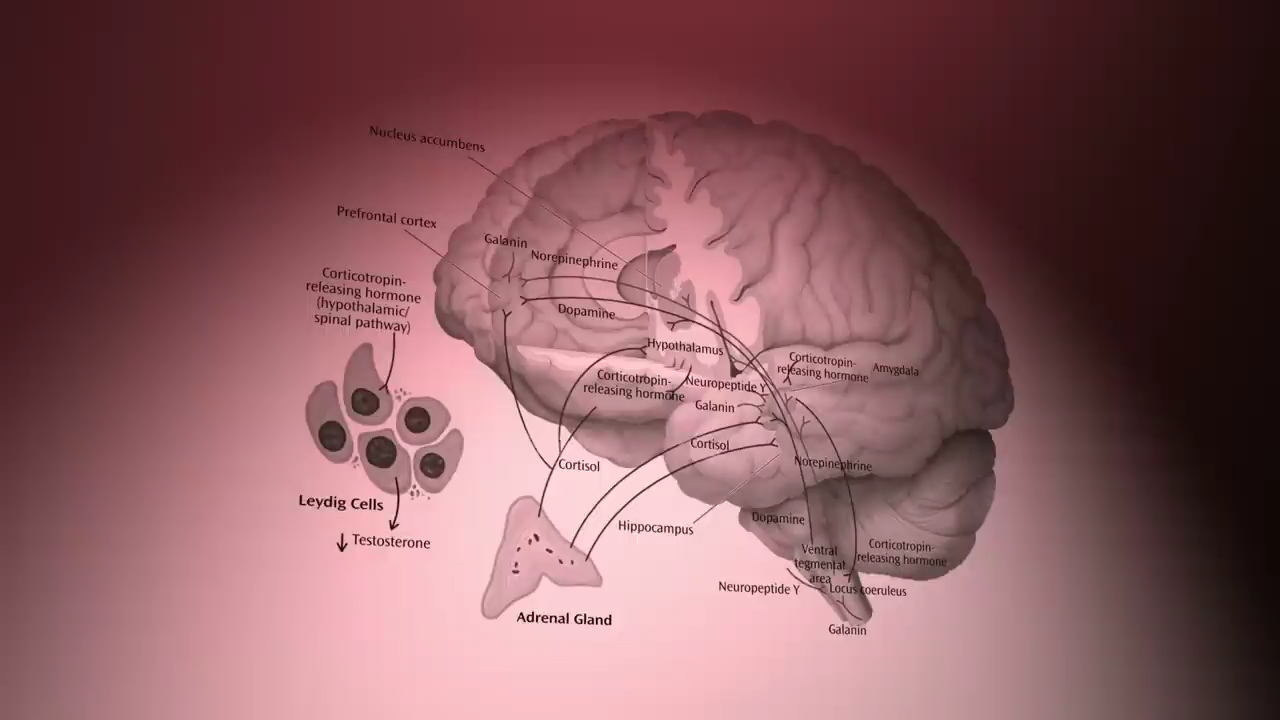 Nucleus accumbens
Prefrontal cortex
Galanin
Norepinephrine
Corticotropin-
releasing hormone
(hypothalamic/
spinal pathway)
Dopamine
Hypothalamus
Corticotropin-
releasing hormone
Amygdala
Corticotropin-
releasing hormone
Neuropeptide Y
Galanin
Cortisol
Cortisol
Norepinephrine
Leydig Cells
Testosterone
Hippocampus
Dopamine
Ventral
tegmental
area
Corticotropin-
releasing hormone
Neuropeptide Y
Locus coeruleus
Adrenal Gland
Galanin